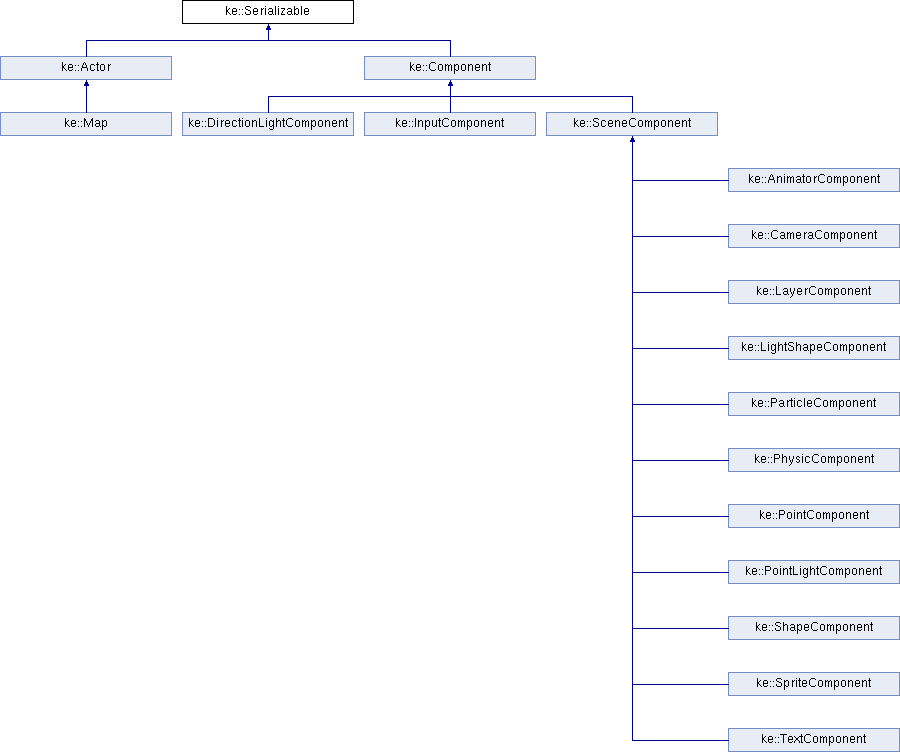 ke::Serializable
ke::Actor
ke::Component
ke::Map
ke::DirectionLightComponent
ke::InputComponent
ke::SceneComponent
ke::AnimatorComponent
ke::CameraComponent
ke::LayerComponent
ke::LightShapeComponent
ke::ParticleComponent
ke::PhysicComponent
ke::PointComponent
ke::PointLightComponent
ke::ShapeComponent
ke::SpriteComponent
ke::TextComponent